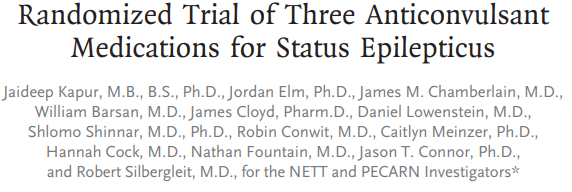 Randomized Trial of Three Anticonvulsant
Medications for Status Epilepticus
Jaideep Kapur, M.B., B.S., Ph.D., Jordan Elm, Ph.D., James M. Chamberlain, M.D.,
William Barsan, M.D., James Cloyd, Pharm.D., Daniel Lowenstein, M.D.,
Shlomo Shinnar, M.D., Ph.D., Robin Conwit, M.D., Caitlyn Meinzer, Ph.D.,
Hannah Cock, M.D., Nathan Fountain, M.D., Jason T. Connor, Ph.D.,
and Robert Silbergleit, M.D., for the NETT and PECARN Investigators*